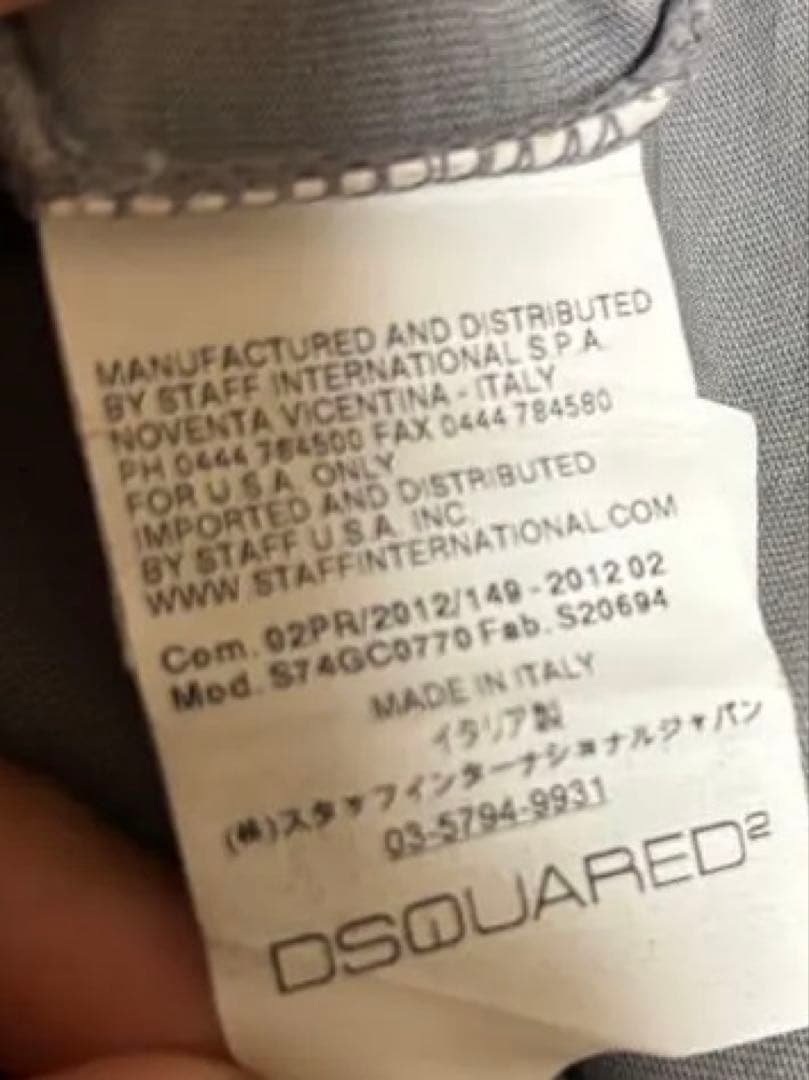 MANUFACTURED AND DISTRIBUTED
BY STAFF INTERNATIONAL S.P.A.
NOVENTA VICENTINA - ITALY
PH 0444 784500 FAX 0444 784580
FOR U.S.A. ONLY
IMPORTED AND DISTRIBUTED
BY STAFF U.S.A. INC.
WWW.STAFFINTERNATIONAL.COM
Com. 02PR/2012/149 - 2012 02
Mod. S74GC0770 Fab. S20694
MADE IN ITALY
イタリア製
(株)スタッフインターナショナルジャパン
03-5794-9931
DSQUARED2